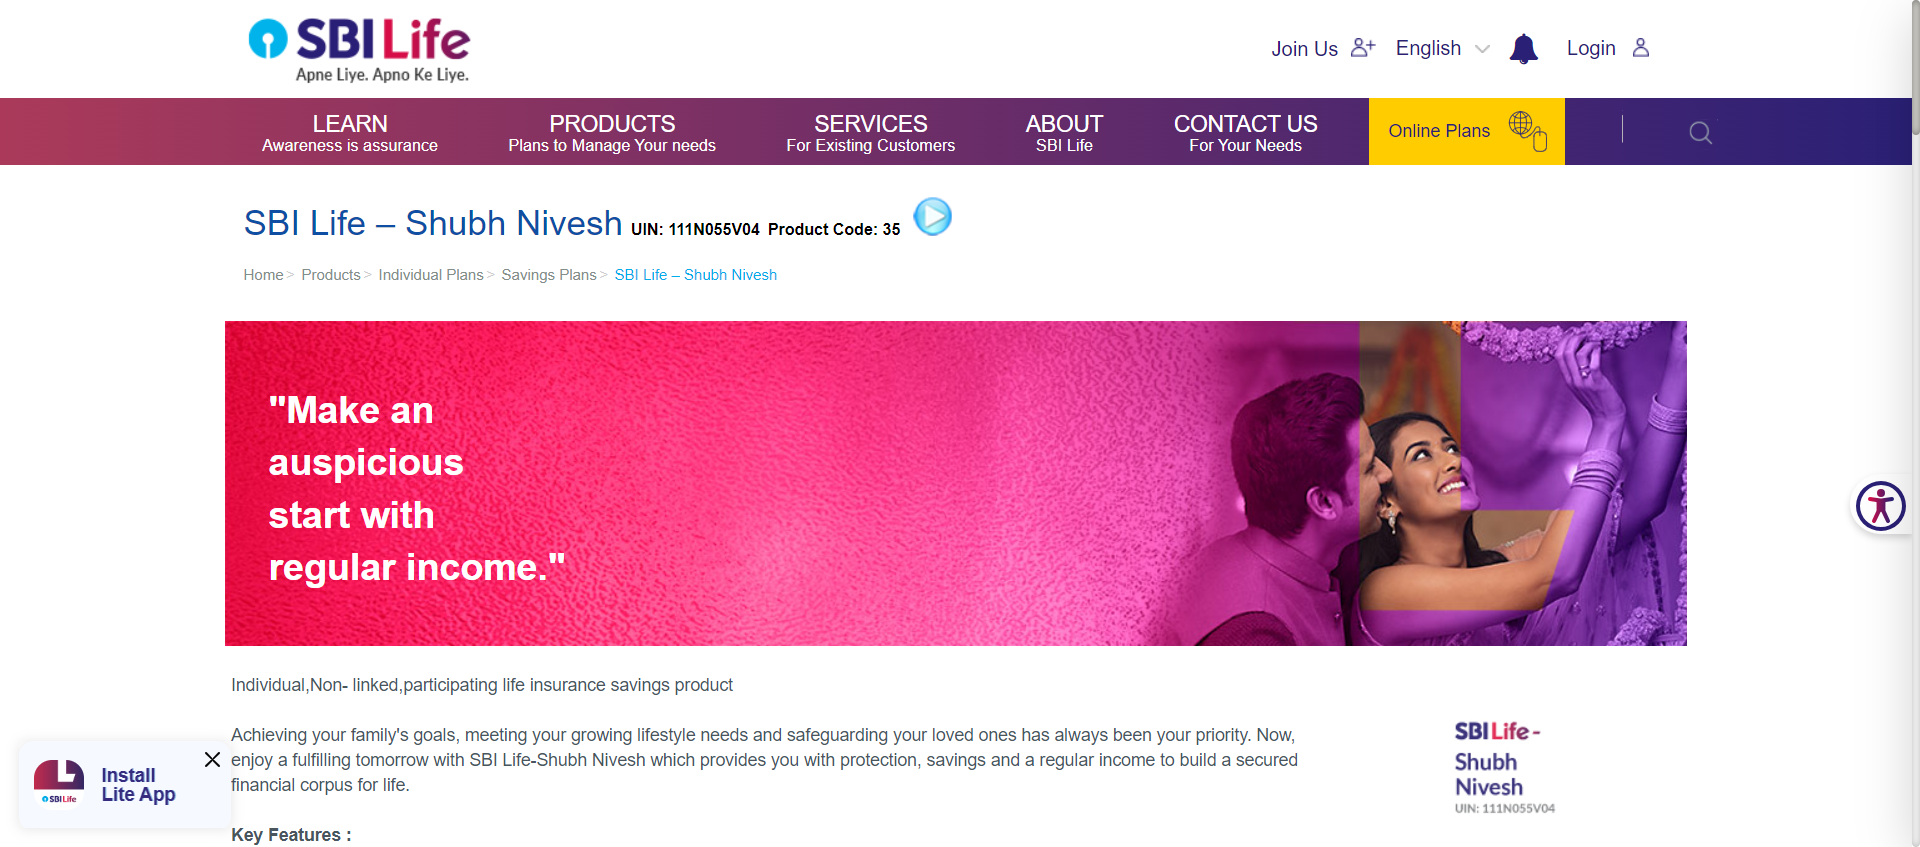 SBI Life
Apne Liye. Apno Ke Liye.
Join Us
English
Login
LEARN
Awareness is assurance
PRODUCTS
Plans to Manage Your needs
SERVICES
For Existing Customers
ABOUT
SBI Life
CONTACT US
For Your Needs
Online Plans
SBI Life – Shubh Nivesh UIN: 111N055V04 Product Code: 35
Home > Products > Individual Plans > Savings Plans > SBI Life – Shubh Nivesh
"Make an
auspicious
start with
regular income."
Individual,Non- linked,participating life insurance savings product
Achieving your family's goals, meeting your growing lifestyle needs and safeguarding your loved ones has always been your priority. Now,
enjoy a fulfilling tomorrow with SBI Life-Shubh Nivesh which provides you with protection, savings and a regular income to build a secured
financial corpus for life.
Key Features :
SBI Life -
Shubh
Nivesh
UIN: 111N055V04
Install
Lite App
SBI Life